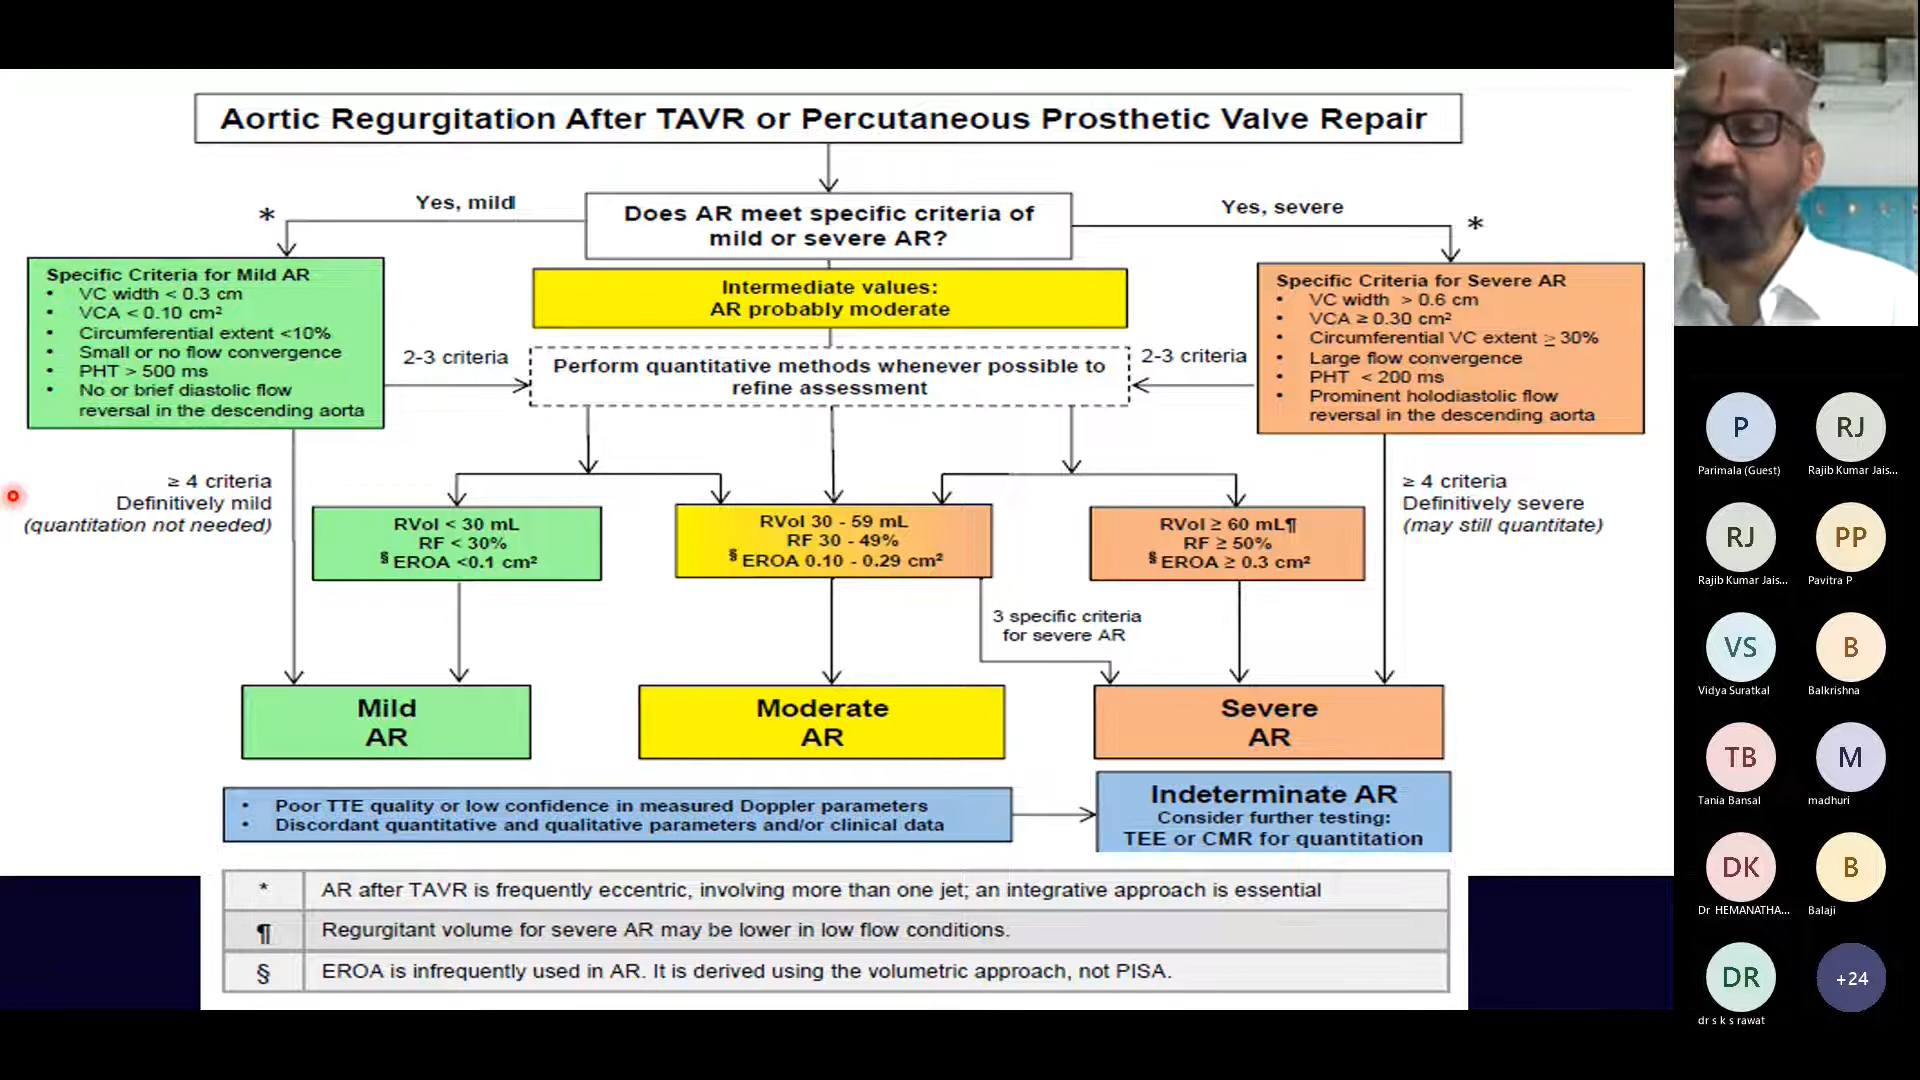 Aortic Regurgitation After TAVR or Percutaneous Prosthetic Valve Repair
Yes, mild
*
Does AR meet specific criteria of
mild or severe AR?
Yes, severe
*
Specific Criteria for Mild AR
• VC width < 0.3 cm
• VCA < 0.10 cm²
• Circumferential extent <10%
• Small or no flow convergence
• PHT > 500 ms
• No or brief diastolic flow
reversal in the descending aorta
Intermediate values:
AR probably moderate
Specific Criteria for Severe AR
• VC width > 0.6 cm
• VCA ≥ 0.30 cm²
• Circumferential VC extent ≥ 30%
• Large flow convergence
• PHT < 200 ms
• Prominent holodiastolic flow
reversal in the descending aorta
2-3 criteria
Perform quantitative methods whenever possible to
refine assessment
2-3 criteria
≥ 4 criteria
Definitively mild
(quantitation not needed)
≥ 4 criteria
Definitively severe
(may still quantitate)
RVol < 30 mL
RF < 30%
§ EROA <0.1 cm²
RVol 30 - 59 mL
RF 30 - 49%
§ EROA 0.10 - 0.29 cm²
RVol ≥ 60 mL¶
RF ≥ 50%
§ EROA ≥ 0.3 cm²
3 specific criteria
for severe AR
Mild
AR
Moderate
AR
Severe
AR
• Poor TTE quality or low confidence in measured Doppler parameters
• Discordant quantitative and qualitative parameters and/or clinical data
Indeterminate AR
Consider further testing:
TEE or CMR for quantitation
* AR after TAVR is frequently eccentric, involving more than one jet; an integrative approach is essential
¶ Regurgitant volume for severe AR may be lower in low flow conditions.
§ EROA is infrequently used in AR. It is derived using the volumetric approach, not PISA.
P
Parimala (Guest)
RJ
Rajib Kumar Jais...
RJ
Rajib Kumar Jais...
PP
Pavitra P
VS
Vidya Suratkal
B
Balkrishna
TB
Tania Bansal
M
madhuri
DK
Dr HEMANATHA...
B
Balaji
DR
dr s k s rawat
+24